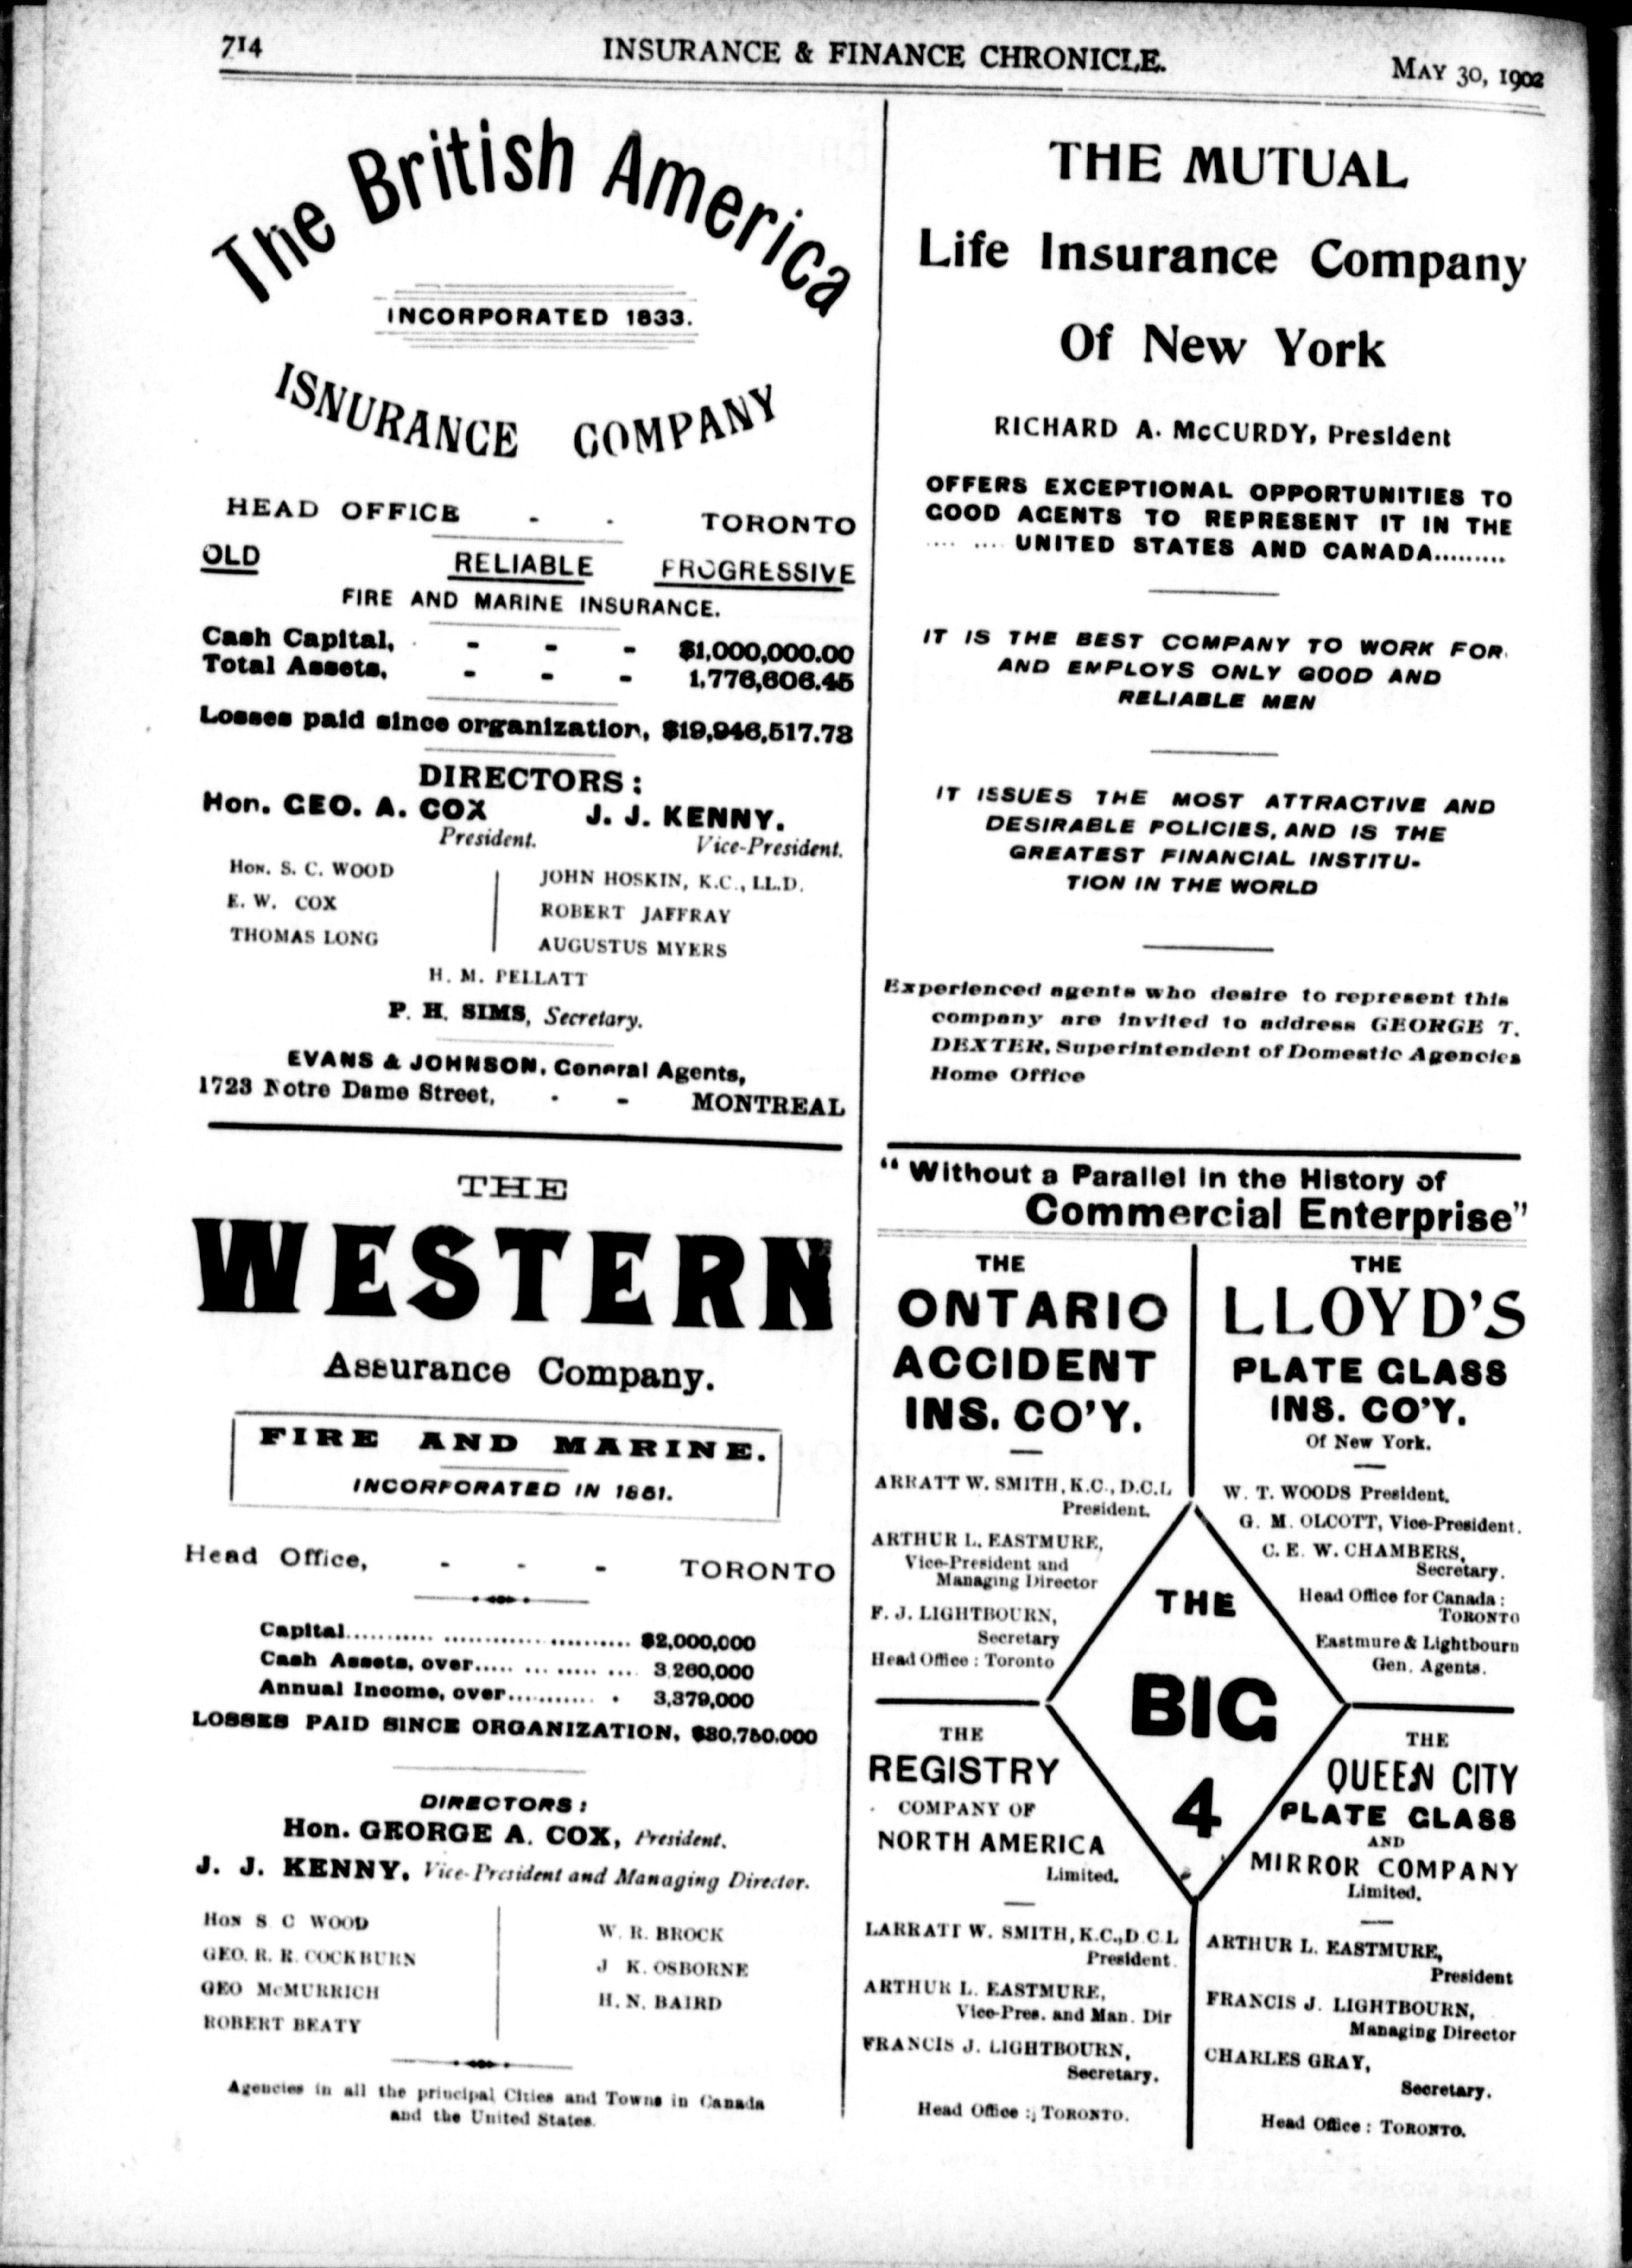 714
INSURANCE & FINANCE CHRONICLE.
MAY 30, 1902
The British America
INCORPORATED 1833.
ISNURANCE COMPANY
HEAD OFFICE - - TORONTO
OLD RELIABLE PROGRESSIVE
FIRE AND MARINE INSURANCE.
Cash Capital, - - - $1,000,000.00
Total Assets, - - - 1,776,606.45
Losses paid since organization, $19,946,517.73
DIRECTORS:
Hon. GEO. A. COX J. J. KENNY.
President. Vice-President.
HON. S. C. WOOD JOHN HOSKIN, K.C., LL.D.
E. W. COX ROBERT JAFFRAY
THOMAS LONG AUGUSTUS MYERS
H. M. PELLATT
P. H. SIMS, Secretary.
EVANS & JOHNSON, General Agents,
1723 Notre Dame Street, - - MONTREAL
THE
WESTERN
Assurance Company.
FIRE AND MARINE.
INCORPORATED IN 1851.
Head Office, - - - TORONTO
Capital........... ............................ $2,000,000
Cash Assets, over..... ... ...... .... 3,260,000
Annual Income, over........... . 3,379,000
LOSSES PAID SINCE ORGANIZATION, $30,750,000
DIRECTORS:
Hon. GEORGE A. COX, President.
J. J. KENNY, Vice-President and Managing Director.
HON S C WOOD W. R. BROCK
GEO. R. R. COCKBURN J K. OSBORNE
GEO McMURRICH H. N. BAIRD
ROBERT BEATY
Agencies in all the principal Cities and Towns in Canada
and the United States.
THE MUTUAL
Life Insurance Company
Of New York
RICHARD A. McCURDY, President
OFFERS EXCEPTIONAL OPPORTUNITIES TO
GOOD AGENTS TO REPRESENT IT IN THE
.... .... UNITED STATES AND CANADA.........
IT IS THE BEST COMPANY TO WORK FOR
AND EMPLOYS ONLY GOOD AND
RELIABLE MEN
IT ISSUES THE MOST ATTRACTIVE AND
DESIRABLE POLICIES, AND IS THE
GREATEST FINANCIAL INSTITU-
TION IN THE WORLD
Experienced agents who desire to represent this
company are invited to address GEORGE T.
DEXTER, Superintendent of Domestic Agencies
Home Office
"Without a Parallel in the History of
Commercial Enterprise"
THE
ONTARIO
ACCIDENT
INS. CO'Y.
ARRATT W. SMITH, K.C., D.C.L
President.
ARTHUR L. EASTMURE,
Vice-President and
Managing Director
F. J. LIGHTBOURN,
Secretary
Head Office : Toronto
THE
LLOYD'S
PLATE GLASS
INS. CO'Y.
Of New York.
W. T. WOODS President.
G. M. OLCOTT, Vice-President.
C. E. W. CHAMBERS,
Secretary.
Head Office for Canada:
TORONTO
Eastmure & Lightbourn
Gen. Agents.
THE
BIG
4
THE
REGISTRY
COMPANY OF
NORTH AMERICA
Limited.
LARRATT W. SMITH, K.C., D.C.L
President.
ARTHUR L. EASTMURE,
Vice-Pres. and Man. Dir
FRANCIS J. LIGHTBOURN,
Secretary.
Head Office : TORONTO.
THE
QUEEN CITY
PLATE GLASS
AND
MIRROR COMPANY
Limited.
ARTHUR L. EASTMURE,
President
FRANCIS J. LIGHTBOURN,
Managing Director
CHARLES GRAY,
Secretary.
Head Office : TORONTO.